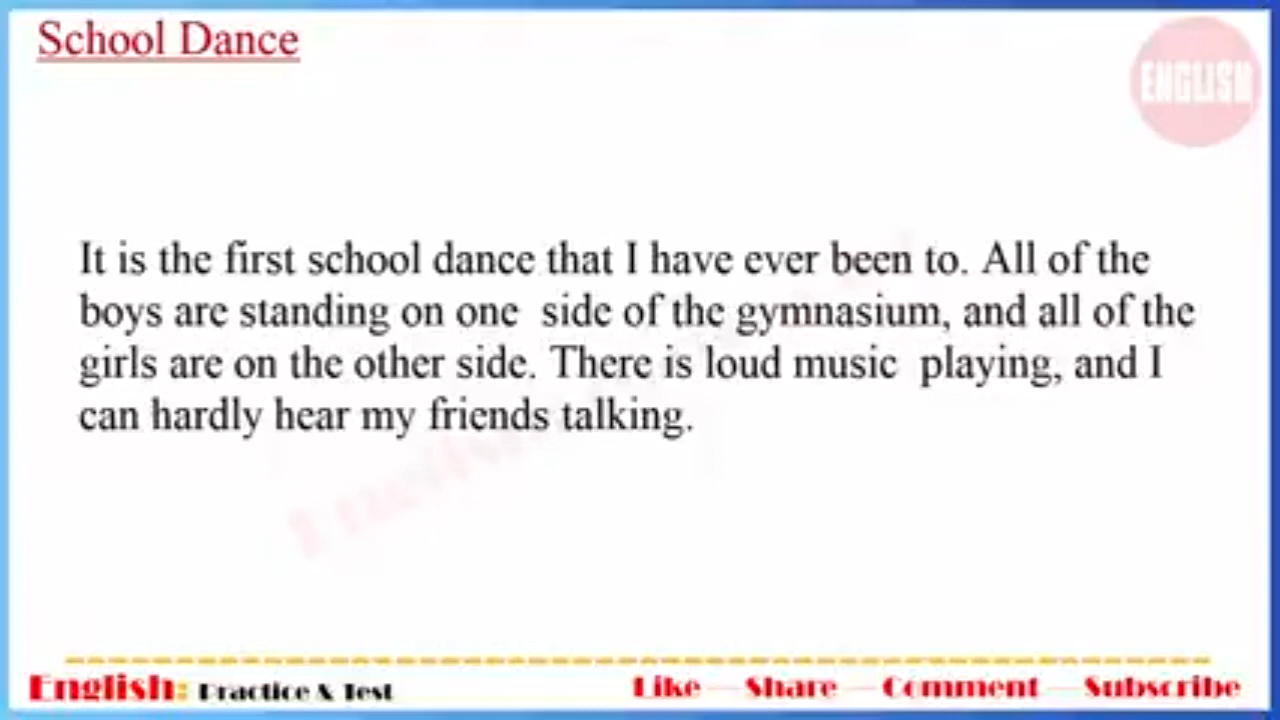 School Dance
ENGLISH
It is the first school dance that I have ever been to. All of the
boys are standing on one side of the gymnasium, and all of the
girls are on the other side. There is loud music playing, and I
can hardly hear my friends talking.
English: Practice & Test
Like — Share — Comment — Subscribe